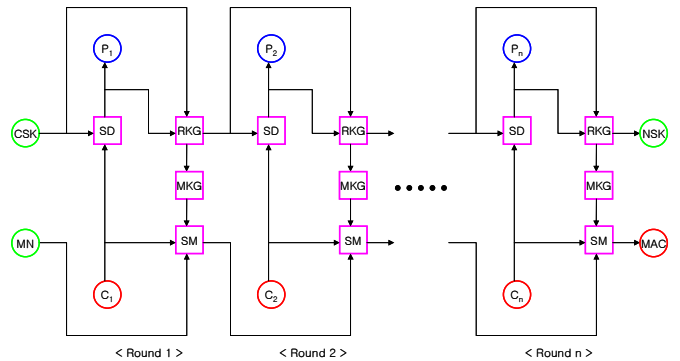 P1 P2 Pn
CSK SD RKG SD RKG SD RKG NSK
MKG MKG MKG
MN SM SM SM MAC
C1 C2 Cn
< Round 1 > < Round 2 > < Round n >